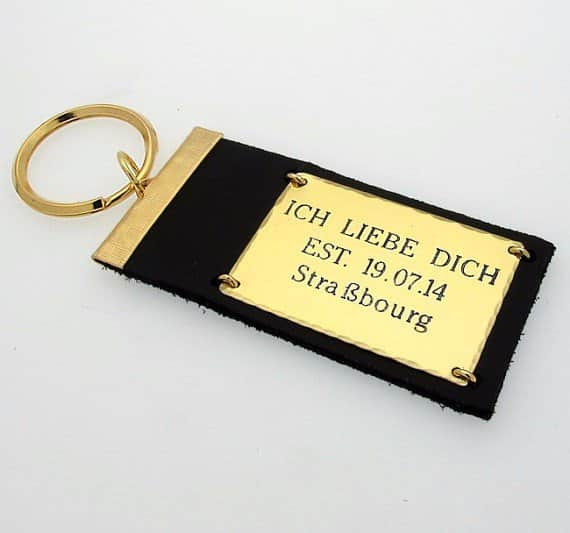 ICH LIEBE DICH
EST. 19.07.14
Straßbourg